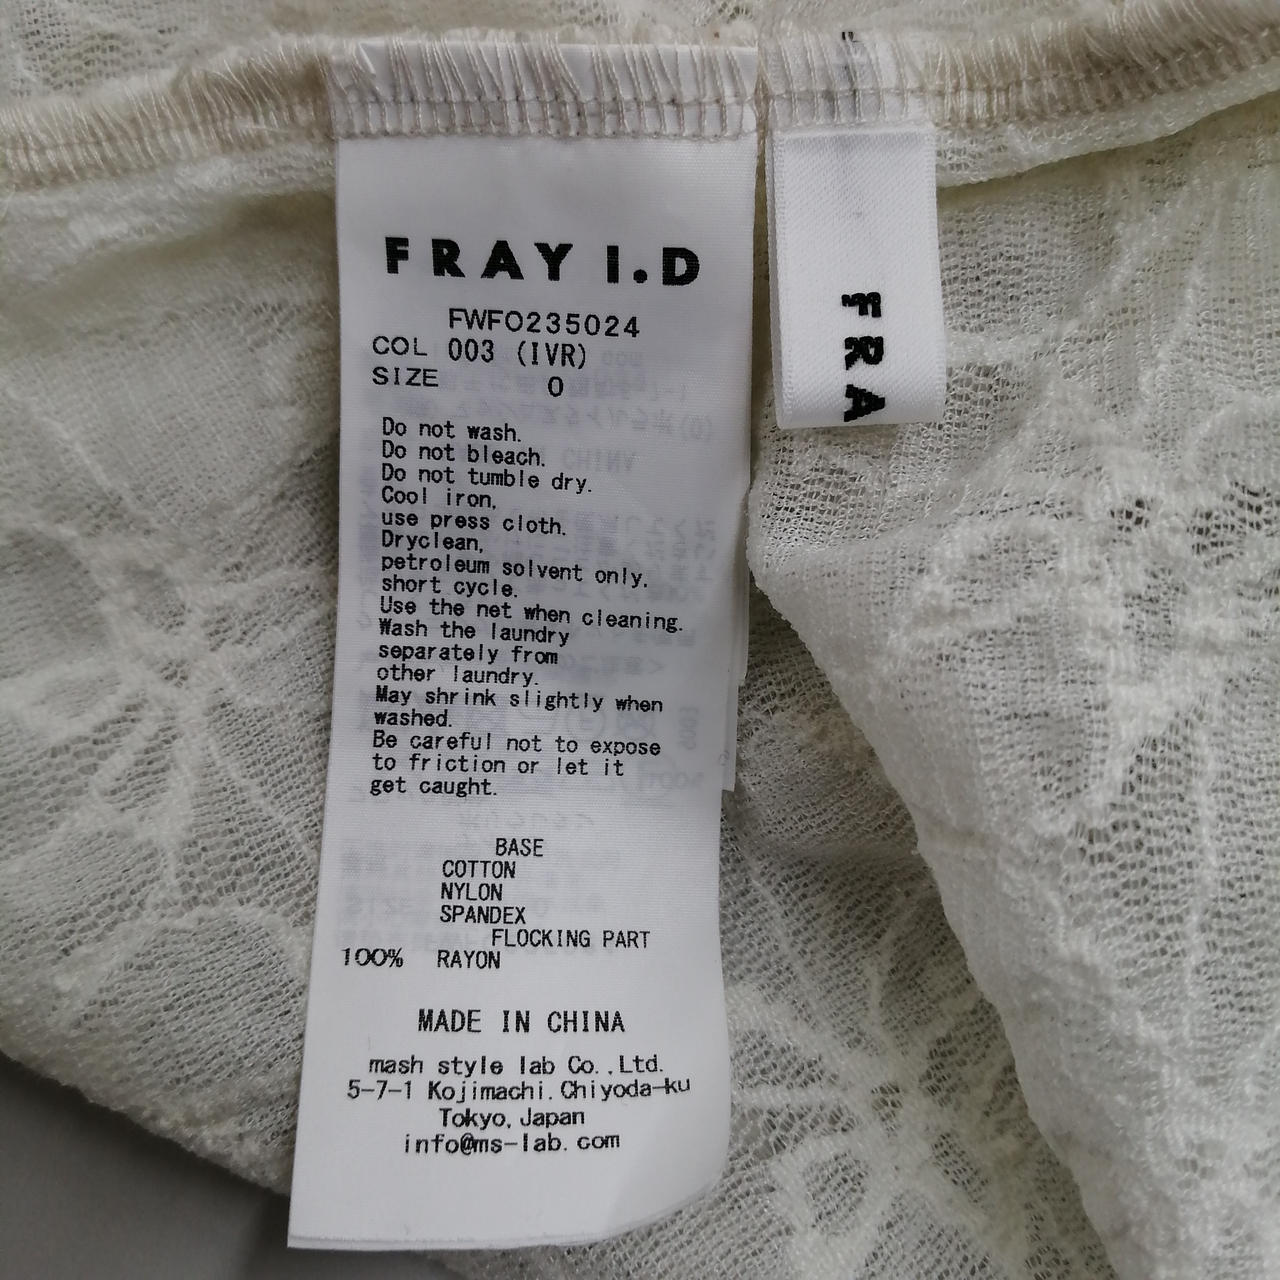 FRAY I.D
FWFO235024
COL 003 (IVR)
SIZE 0
Do not wash.
Do not bleach.
Do not tumble dry.
Cool iron,
use press cloth.
Dryclean,
petroleum solvent only.
short cycle.
Use the net when cleaning.
Wash the laundry
separately from
other laundry.
May shrink slightly when
washed.
Be careful not to expose
to friction or let it
get caught.
BASE
COTTON
NYLON
SPANDEX
FLOCKING PART
100% RAYON
MADE IN CHINA
mash style lab Co.,Ltd.
5-7-1 Kojimachi.Chiyoda-ku
Tokyo,Japan
info@ms-lab.com
FRA